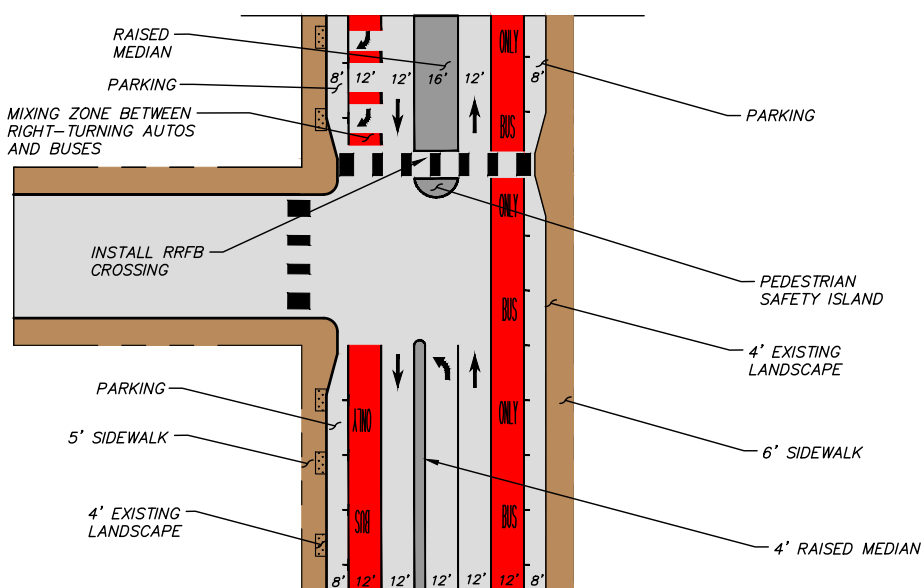 RAISED
MEDIAN
PARKING
MIXING ZONE BETWEEN
RIGHT-TURNING AUTOS
AND BUSES
8' 12' 12' 16' 12' 8'
ONLY
BUS
PARKING
INSTALL RRFB
CROSSING
ONLY
BUS
PEDESTRIAN
SAFETY ISLAND
4' EXISTING
LANDSCAPE
PARKING
5' SIDEWALK
4' EXISTING
LANDSCAPE
ONLY
BUS
ONLY
BUS
6' SIDEWALK
4' RAISED MEDIAN
8' 12' 12' 12' 12' 12' 8'